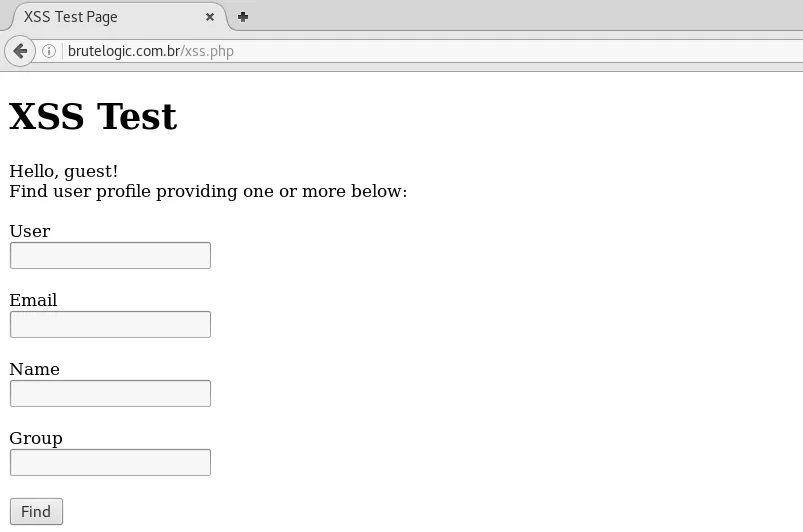 XSS Test Page
brutelogic.com.br/xss.php
XSS Test
Hello, guest!
Find user profile providing one or more below:
User
Email
Name
Group
Find